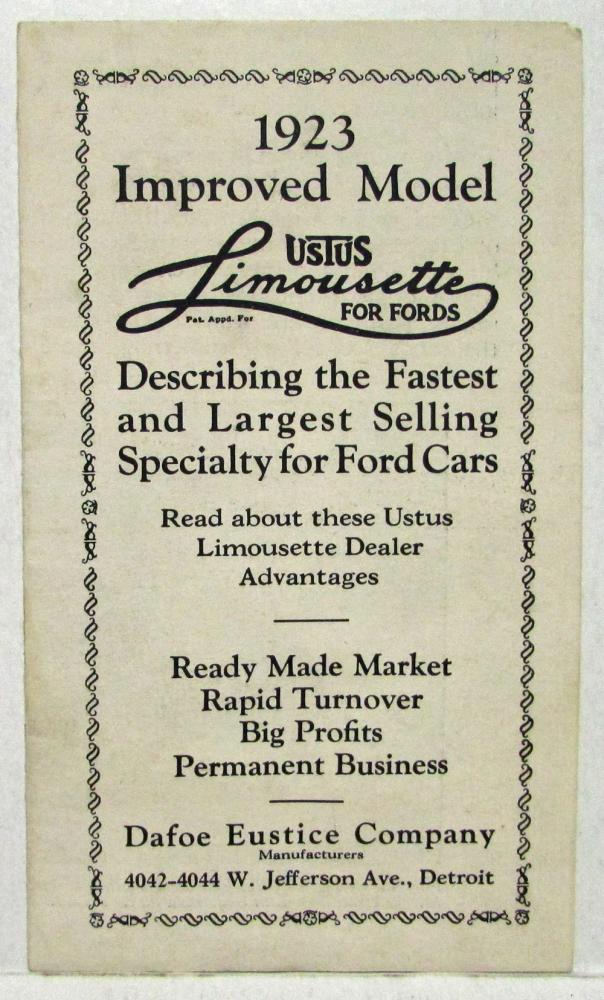 1923
Improved Model
USTUS
Limousette
Pat. Appd. For
FOR FORDS
Describing the Fastest
and Largest Selling
Specialty for Ford Cars
Read about these Ustus
Limousette Dealer
Advantages
Ready Made Market
Rapid Turnover
Big Profits
Permanent Business
Dafoe Eustice Company
Manufacturers
4042-4044 W. Jefferson Ave., Detroit